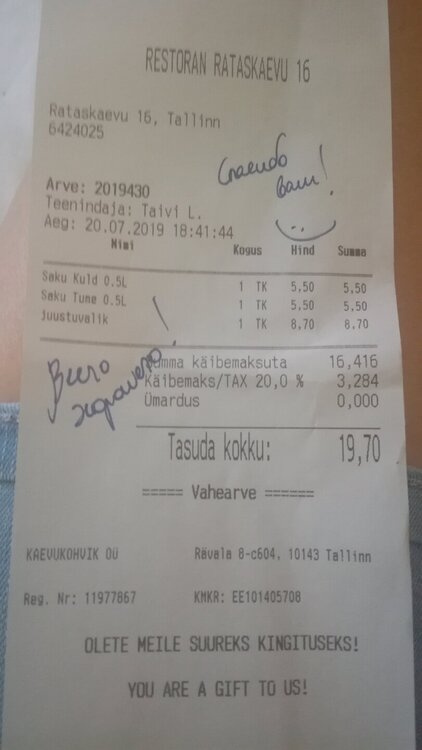 RESTORAN RATASKAEVU 16
Rataskaevu 16, Tallinn
6424025
Спасибо
вам!
Arve: 2019430
Teenindaja: Taivi L.
Aeg: 20.07.2019 18:41:44
Nimi Kogus Hind Summa
Saku Kuld 0.5L 1 TK 5,50 5,50
Saku Tume 0.5L 1 TK 5,50 5,50
Juustuvalik 1 TK 8,70 8,70
Summa käibemaksuta 16,416
Käibemaks/TAX 20,0 % 3,284
Ümardus 0,000
Всего
хорошего!
Tasuda kokku: 19,70
===== Vahearve ======
KAEVUKOHVIK OÜ Rävala 8-c604, 10143 Tallinn
Reg. Nr: 11977867 KMKR: EE101405708
OLETE MEILE SUUREKS KINGITUSEKS!
YOU ARE A GIFT TO US!